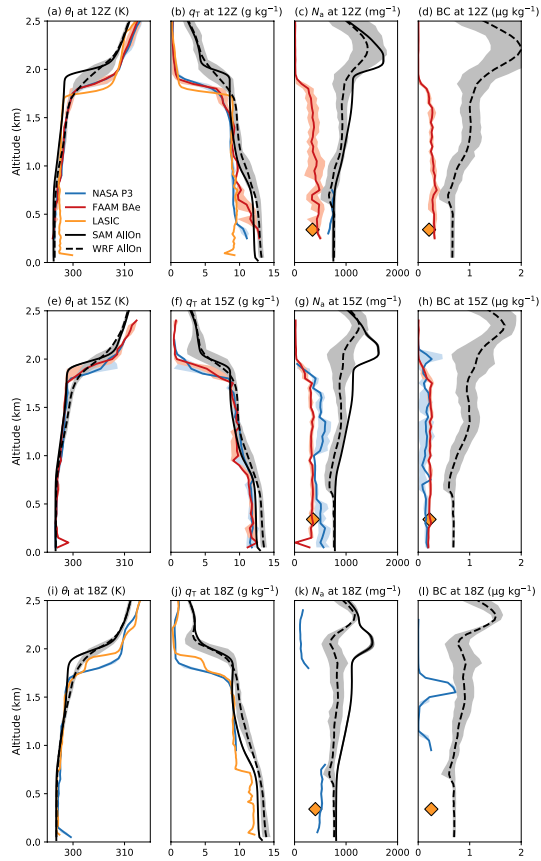 (a) θl at 12Z (K)
(b) qT at 12Z (g kg⁻¹)
(c) Na at 12Z (mg⁻¹)
(d) BC at 12Z (μg kg⁻¹)
2.5
2.0
1.5
1.0
0.5
0.0
Altitude (km)
NASA P3
FAAM BAe
LASIC
SAM AllOn
WRF AllOn
300 310
0 5 10 15
0 1000 2000
0 1 2
(e) θl at 15Z (K)
(f) qT at 15Z (g kg⁻¹)
(g) Na at 15Z (mg⁻¹)
(h) BC at 15Z (μg kg⁻¹)
2.5
2.0
1.5
1.0
0.5
0.0
Altitude (km)
300 310
0 5 10 15
0 1000 2000
0 1 2
(i) θl at 18Z (K)
(j) qT at 18Z (g kg⁻¹)
(k) Na at 18Z (mg⁻¹)
(l) BC at 18Z (μg kg⁻¹)
2.5
2.0
1.5
1.0
0.5
0.0
Altitude (km)
300 310
0 5 10 15
0 1000 2000
0 1 2